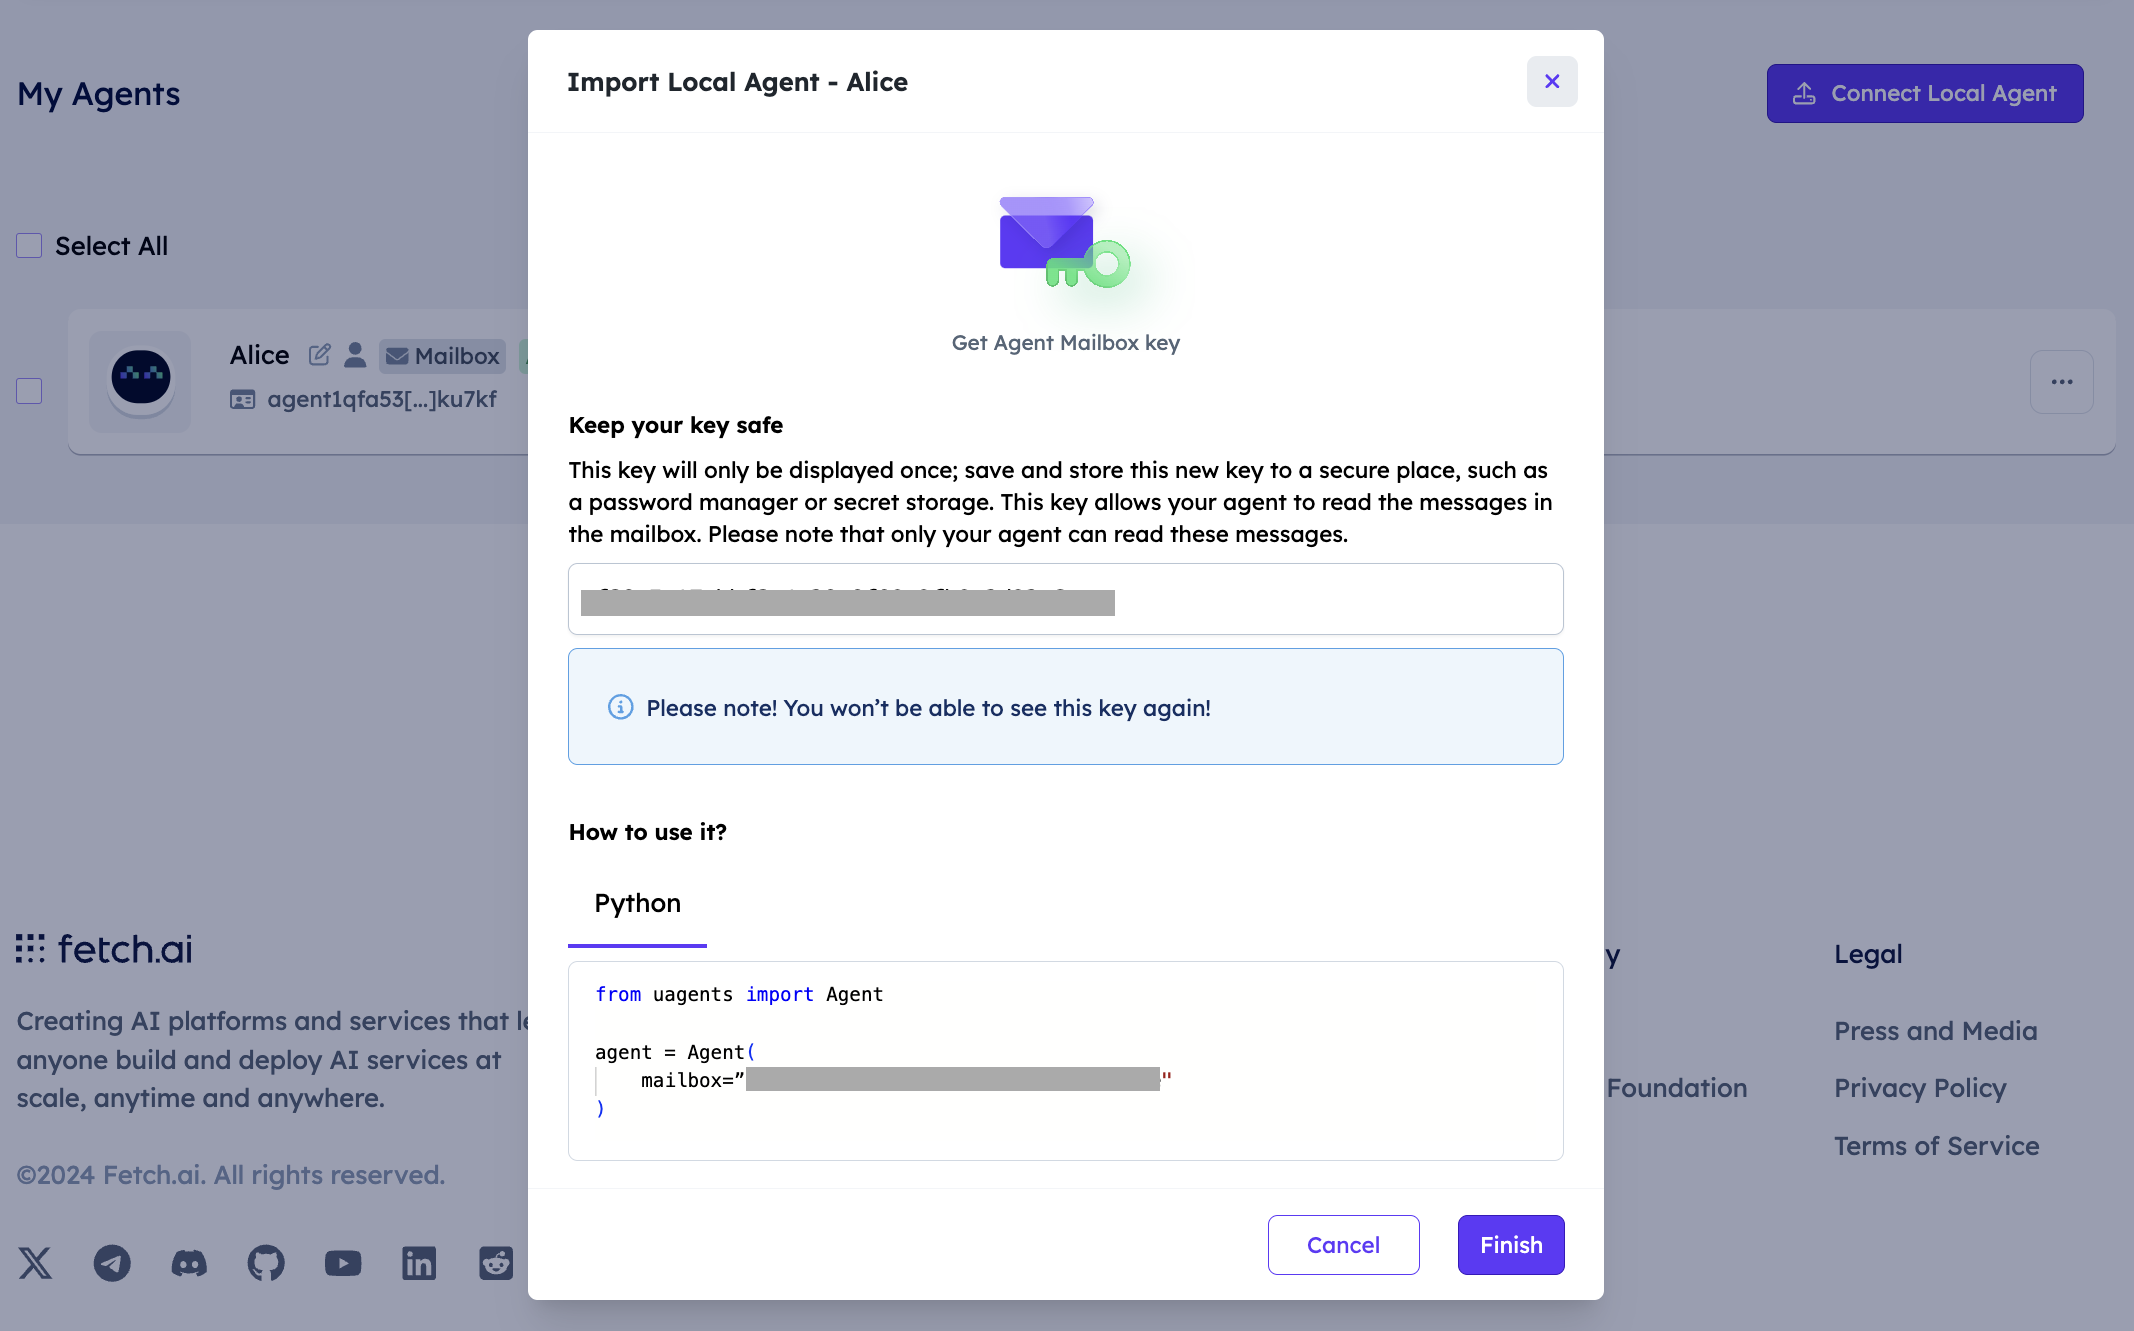 My Agents
Connect Local Agent
Select All
Alice
Mailbox
agent1qfa53[...]ku7kf
Import Local Agent - Alice
Get Agent Mailbox key
Keep your key safe
This key will only be displayed once; save and store this new key to a secure place, such as
a password manager or secret storage. This key allows your agent to read the messages in
the mailbox. Please note that only your agent can read these messages.
Please note! You won’t be able to see this key again!
How to use it?
Python
from uagents import Agent
agent = Agent(
mailbox=”"
)
Cancel
Finish
fetch.ai
Creating AI platforms and services that
anyone build and deploy AI services at
scale, anytime and anywhere.
©2024 Fetch.ai. All rights reserved.
Foundation
Legal
Press and Media
Privacy Policy
Terms of Service